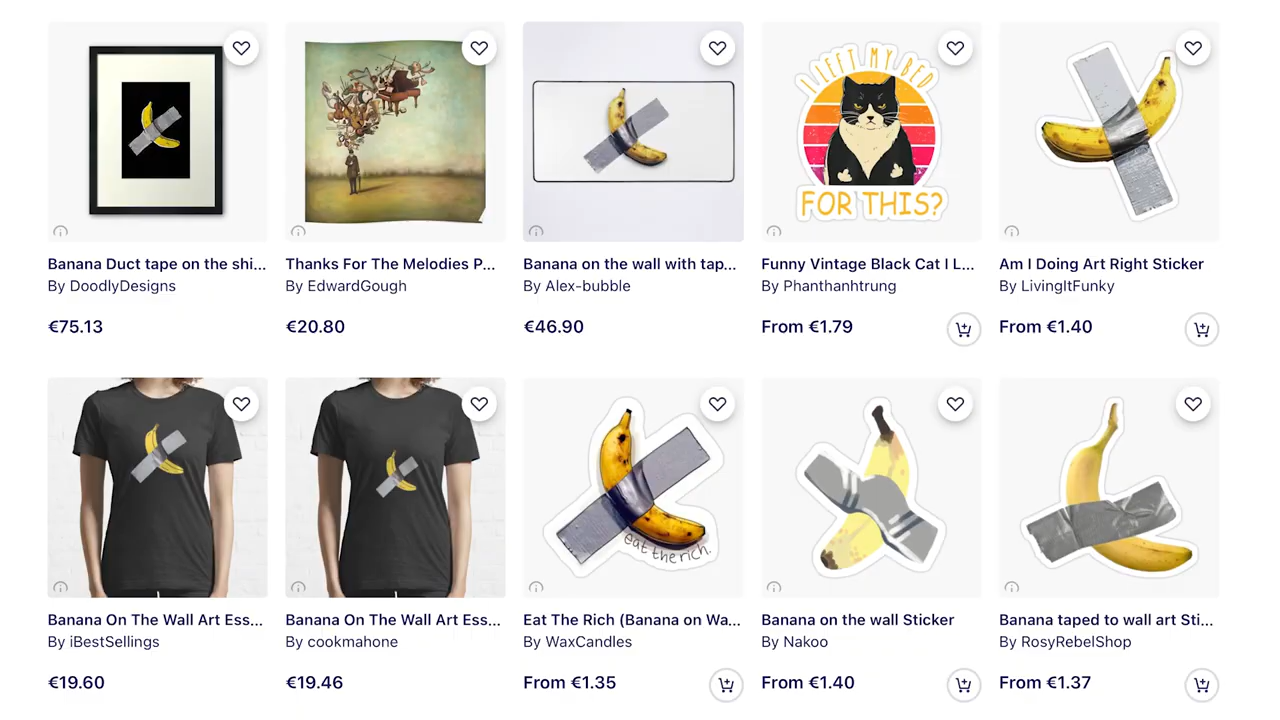 I LEFT MY BED
FOR THIS?
Banana Duct tape on the shi...
By DoodlyDesigns
€75.13
Thanks For The Melodies P...
By EdwardGough
€20.80
Banana on the wall with tap...
By Alex-bubble
€46.90
Funny Vintage Black Cat I L...
By Phanthanhtrung
From €1.79
Am I Doing Art Right Sticker
By LivingItFunky
From €1.40
eat the rich.
Banana On The Wall Art Ess...
By iBestSellings
€19.60
Banana On The Wall Art Ess...
By cookmahone
€19.46
Eat The Rich (Banana on Wa...
By WaxCandles
From €1.35
Banana on the wall Sticker
By Nakoo
From €1.40
Banana taped to wall art Sti...
By RosyRebelShop
From €1.37